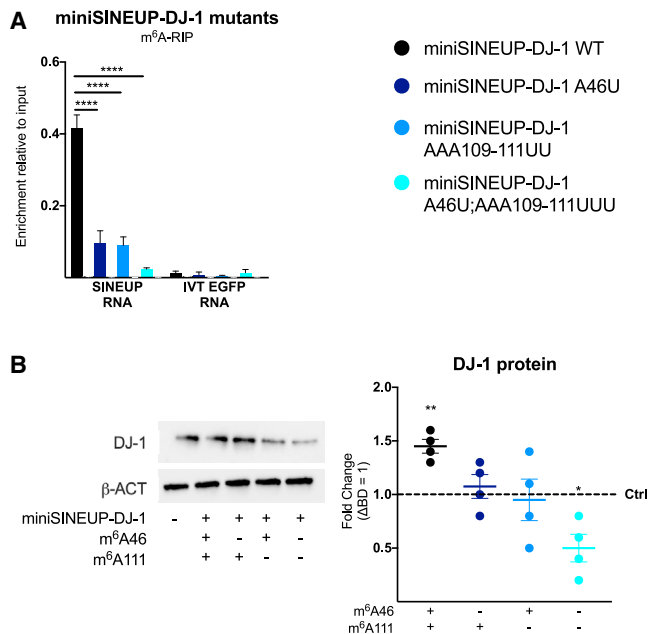 A
miniSINEUP-DJ-1 mutants
m⁶A-RIP
Enrichment relative to input
0.6
0.4
0.2
****
****
****
SINEUP
RNA
IVT EGFP
RNA
miniSINEUP-DJ-1 WT
miniSINEUP-DJ-1 A46U
miniSINEUP-DJ-1
AAA109-111UU
miniSINEUP-DJ-1
A46U;AAA109-111UUU
B
DJ-1
β-ACT
miniSINEUP-DJ-1 - + + + +
m⁶A46 + - + -
m⁶A111 + + - -
DJ-1 protein
Fold Change
(ΔBD = 1)
2.0
1.5
1.0
0.5
**
*
Ctrl
m⁶A46 + - + -
m⁶A111 + + - -